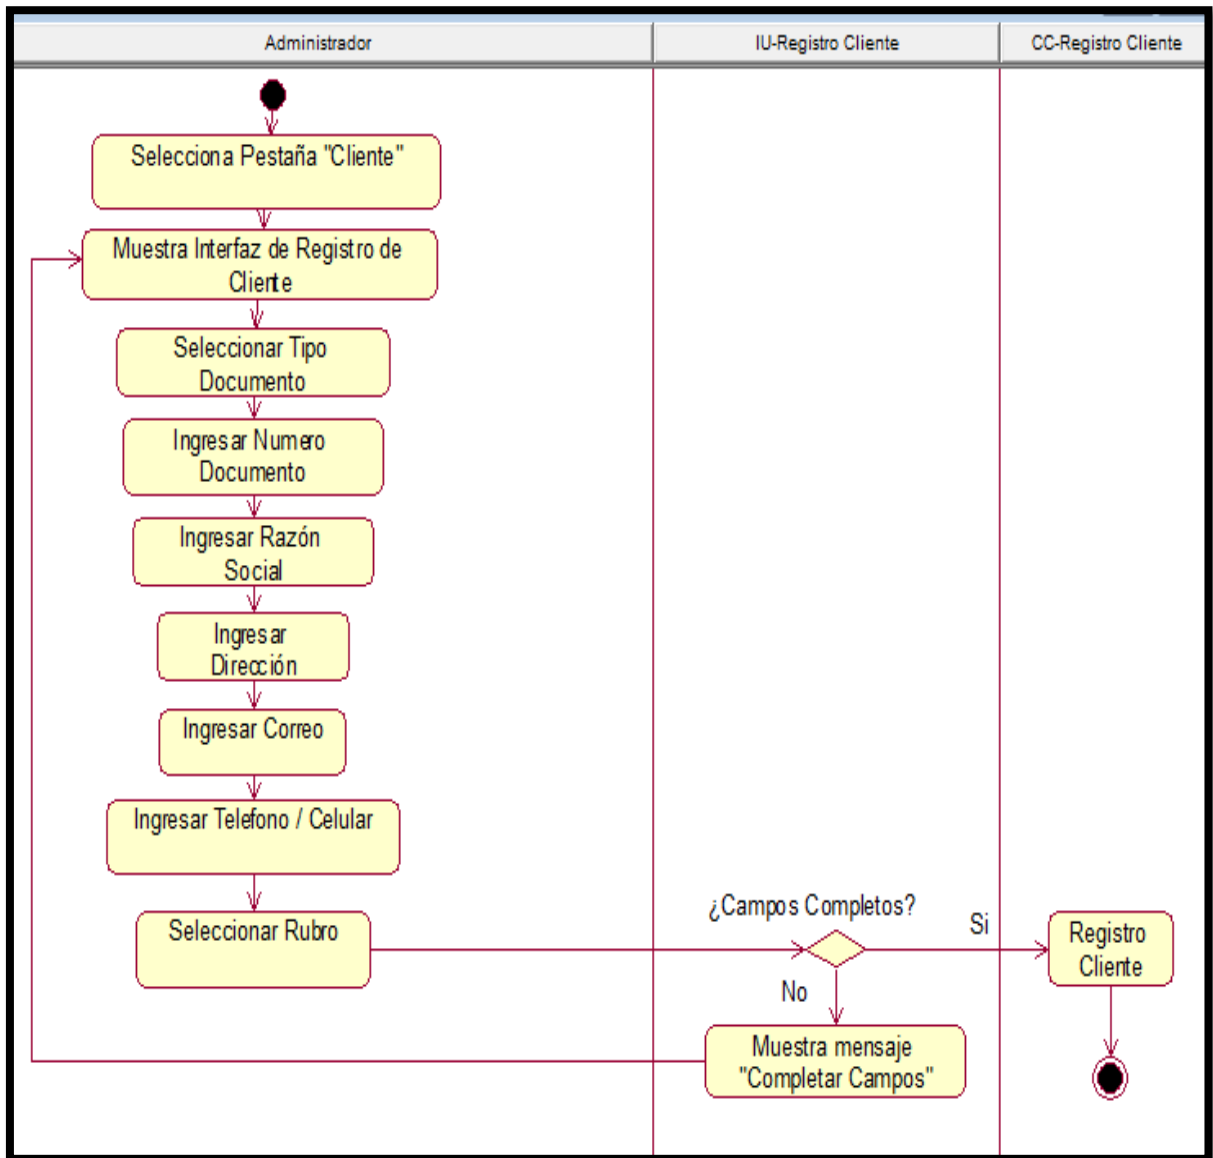 Administrador
IU-Registro Cliente
CC-Registro Cliente
Selecciona Pestaña "Cliente"
Muestra Interfaz de Registro de
Cliente
Seleccionar Tipo
Documento
Ingresar Numero
Documento
Ingresar Razón
Social
Ingresar
Dirección
Ingresar Correo
Ingresar Telefono / Celular
Seleccionar Rubro
¿Campos Completos?
Si
No
Registro
Cliente
Muestra mensaje
"Completar Campos"